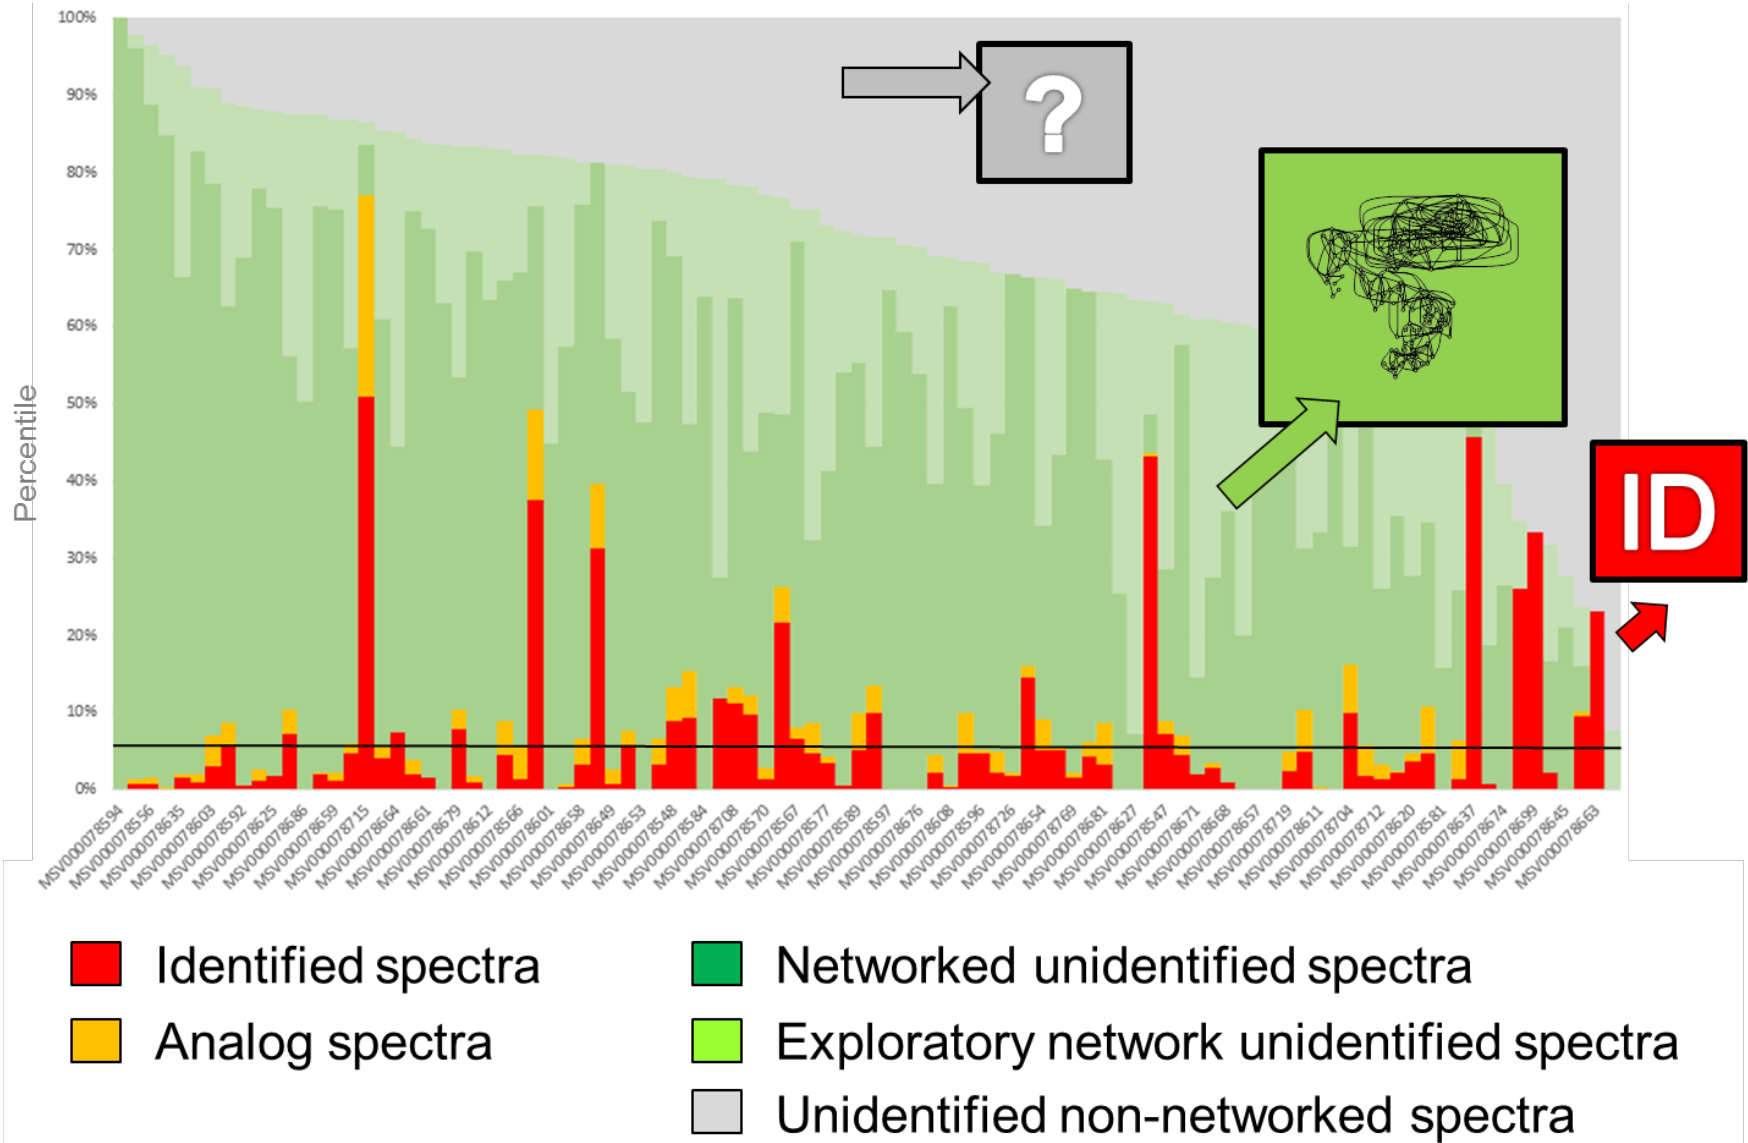 100%
90%
80%
70%
60%
50%
40%
30%
20%
10%
0%
Percentile
?
ID
MSV000078594
MSV000078556
MSV000078635
MSV000078603
MSV000078592
MSV000078625
MSV000078686
MSV000078659
MSV000078715
MSV000078664
MSV000078661
MSV000078679
MSV000078612
MSV000078566
MSV000078601
MSV000078658
MSV000078649
MSV000078653
MSV000078548
MSV000078584
MSV000078708
MSV000078570
MSV000078567
MSV000078577
MSV000078589
MSV000078597
MSV000078676
MSV000078608
MSV000078596
MSV000078726
MSV000078654
MSV000078769
MSV000078681
MSV000078627
MSV000078547
MSV000078671
MSV000078668
MSV000078657
MSV000078719
MSV000078611
MSV000078704
MSV000078712
MSV000078620
MSV000078581
MSV000078637
MSV000078674
MSV000078699
MSV000078645
MSV000078663
Identified spectra
Analog spectra
Networked unidentified spectra
Exploratory network unidentified spectra
Unidentified non-networked spectra